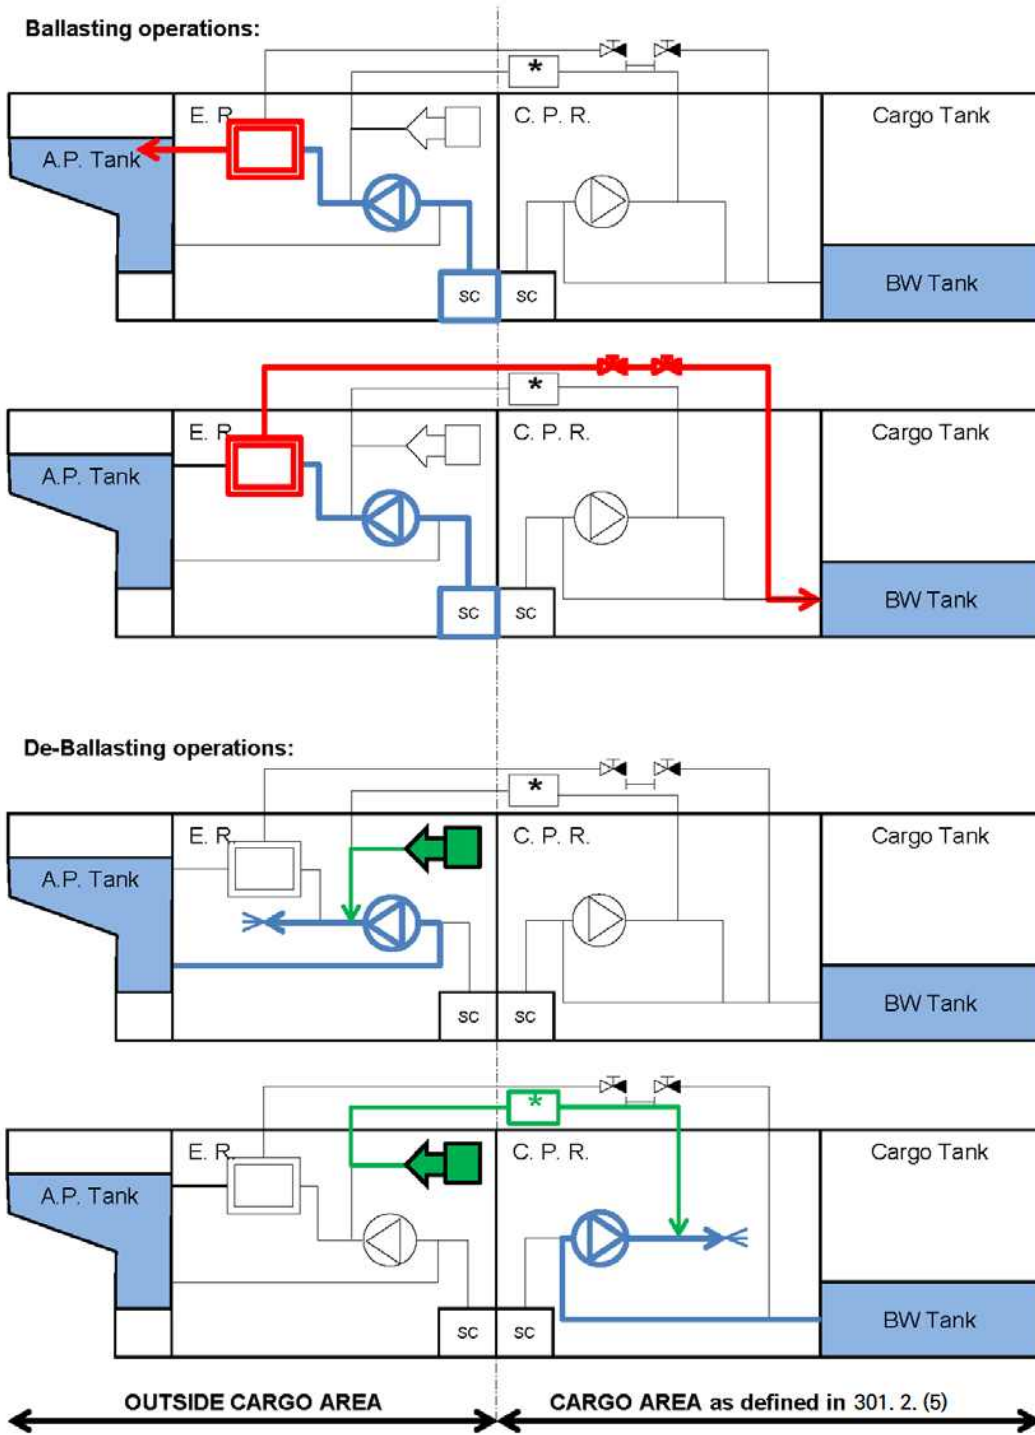 Ballasting operations:
*
E. R.
C. P. R.
Cargo Tank
A.P. Tank
BW Tank
SC
SC
*
E. R.
C. P. R.
Cargo Tank
A.P. Tank
BW Tank
SC
SC
De-Ballasting operations:
*
E. R.
C. P. R.
Cargo Tank
A.P. Tank
BW Tank
SC
SC
*
E. R.
C. P. R.
Cargo Tank
A.P. Tank
BW Tank
SC
SC
OUTSIDE CARGO AREA
CARGO AREA as defined in 301. 2. (5)